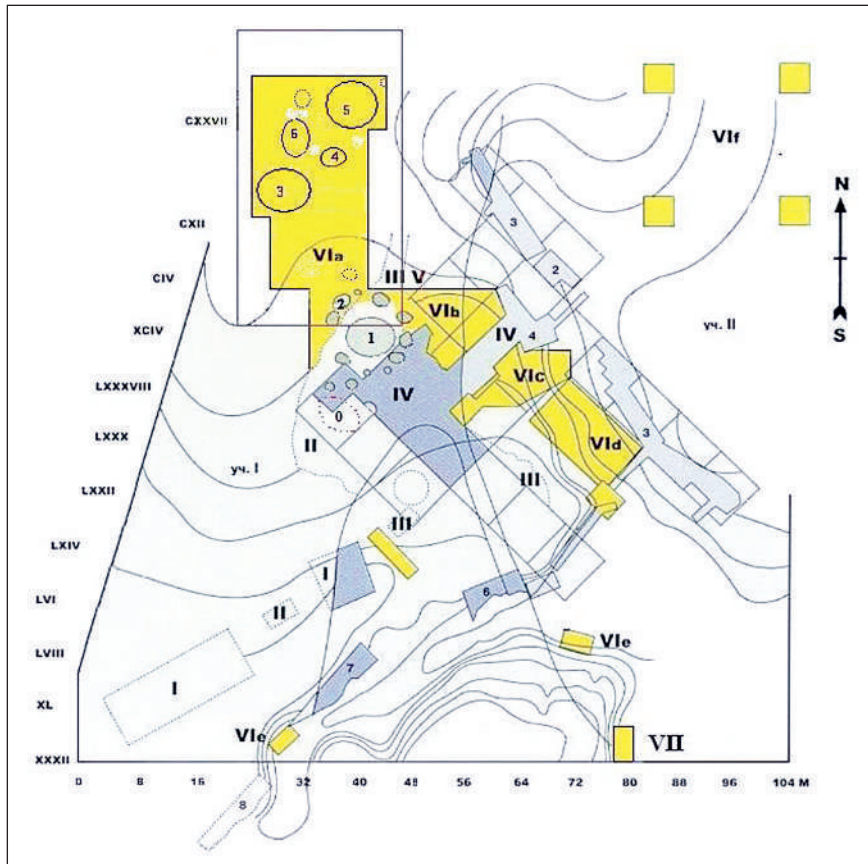 5
CXXVII
VIf
6
4
3
N
3
CXII
VIa
2
III V
CIV
2
VIb
IV
4
XCIV
1
уч. II
VIc
LXXXVIII
IV
0
VId
3
LXXX
II
уч. I
LXXII
III
III
LXIV
I
LVI
II
6
LVIII
VIe
7
I
XL
VIe
VII
XXXII
0 8 16 24 32 40 48 56 64 72 80 88 96 104 М
8